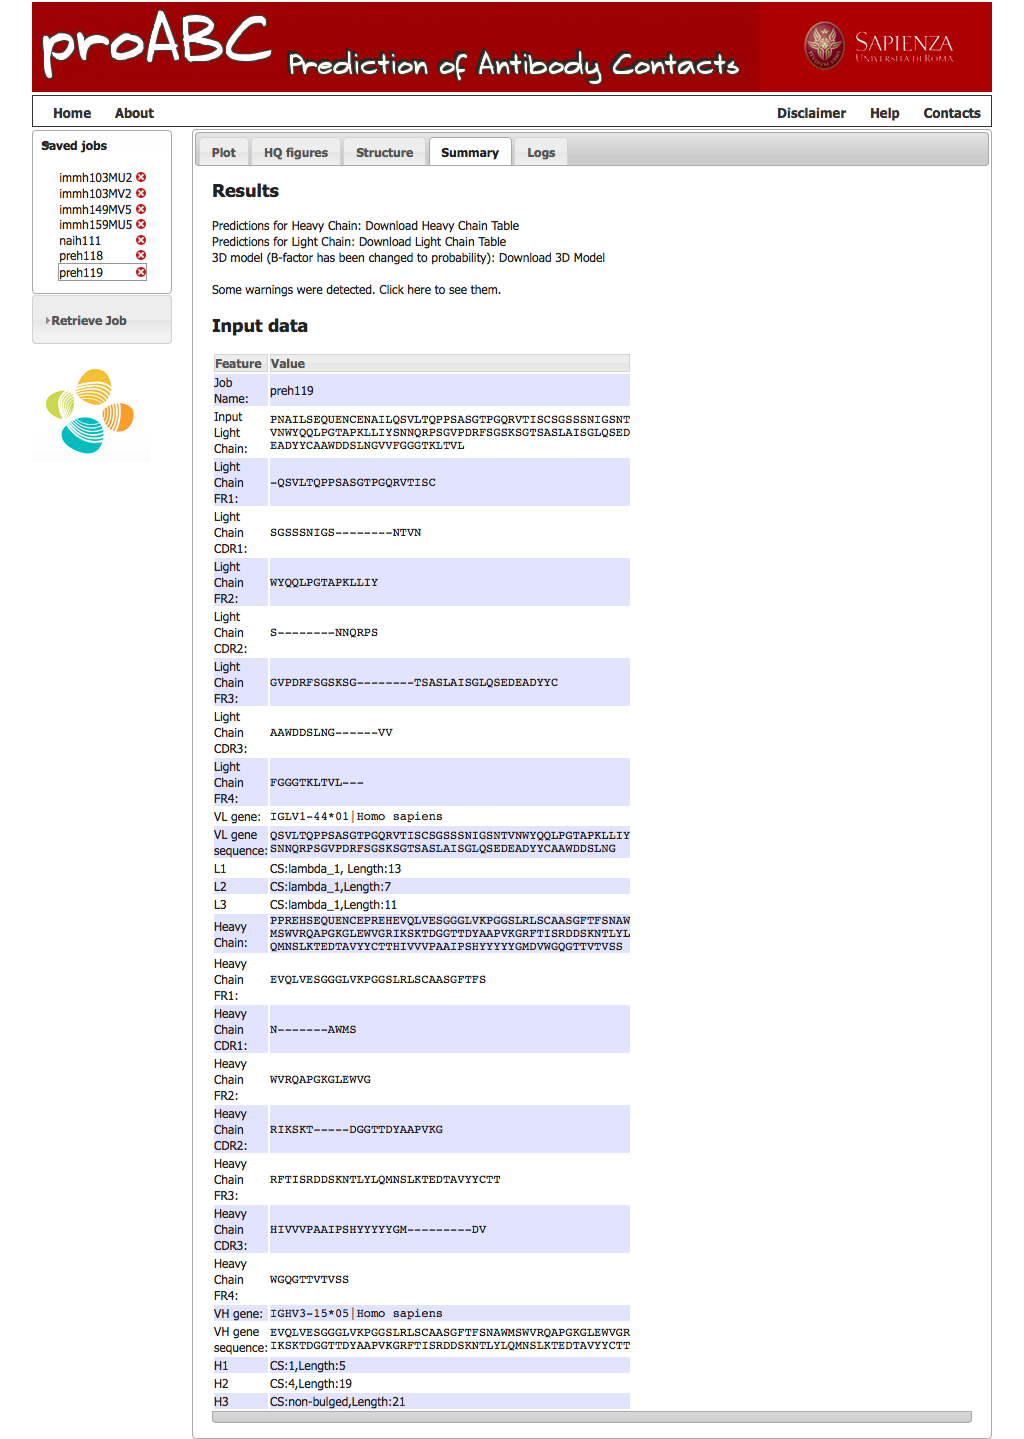 proABC Prediction of Antibody Contacts
SAPIENZA
UNIVERSITÀ DI ROMA
Home About Disclaimer Help Contacts
Saved jobs
immh103MU2
immh103MV2
immh149MV5
immh159MU5
naih111
preh118
preh119
Retrieve Job
Plot HQ figures Structure Summary Logs
Results
Predictions for Heavy Chain: Download Heavy Chain Table
Predictions for Light Chain: Download Light Chain Table
3D model (B-factor has been changed to probability): Download 3D Model
Some warnings were detected. Click here to see them.
Input data
Feature Value
Job
Name:
preh119
Input
Light
Chain:
PNAILSEQUENCENAILQSVLTQPPSASGTPGQRVTISCSGSSSNIGSNT
VNWYQQLPGTAPKLLIYSNNQRPSGVPDRFSGSKSGTSASLAISGLQSED
EADYYCAAWDDSLNGVVFGGGTKLTVL
Light
Chain
FR1:
-QSVLTQPPSASGTPGQRVTISC
Light
Chain
CDR1:
SGSSSNIGS--------NTVN
Light
Chain
FR2:
WYQQLPGTAPKLLIY
Light
Chain
CDR2:
S--------NNQRPS
Light
Chain
FR3:
GVPDRFSGSKSG--------TSASLAISGLQSEDEADYYC
Light
Chain
CDR3:
AAWDDSLNG------VV
Light
Chain
FR4:
FGGGTKLTVL---
VL gene: IGLV1-44*01|Homo sapiens
VL gene
sequence:
QSVLTQPPSASGTPGQRVTISCSGSSSNIGSNTVNWYQQLPGTAPKLLIY
SNNQRPSGVPDRFSGSKSGTSASLAISGLQSEDEADYYCAAWDDSLNG
L1 CS:lambda_1, Length:13
L2 CS:lambda_1,Length:7
L3 CS:lambda_1,Length:11
Heavy
Chain:
PPREHSEQUENCEPREHEVQLVESGGGLVKPGGSLRLSCAASGFTFSNAW
MSWVRQAPGKGLEWVGRIKSKTDGGTTDYAAPVKGRFTISRDDSKNTLYL
QMNSLKTEDTAVYYCTTHIVVVPAAIPSHYYYYYGMDVWGQGTTVTVSS
Heavy
Chain
FR1:
EVQLVESGGGLVKPGGSLRLSCAASGFTFS
Heavy
Chain
CDR1:
N-------AWMS
Heavy
Chain
FR2:
WVRQAPGKGLEWVG
Heavy
Chain
CDR2:
RIKSKT-----DGGTTDYAAPVKG
Heavy
Chain
FR3:
RFTISRDDSKNTLYLQMNSLKTEDTAVYYCTT
Heavy
Chain
CDR3:
HIVVVPAAIPSHYYYYYGM---------DV
Heavy
Chain
FR4:
WGQGTTVTVSS
VH gene: IGHV3-15*05|Homo sapiens
VH gene
sequence:
EVQLVESGGGLVKPGGSLRLSCAASGFTFSNAWMSWVRQAPGKGLEWVGR
IKSKTDGGTTDYAAPVKGRFTISRDDSKNTLYLQMNSLKTEDTAVYYCTT
H1 CS:1,Length:5
H2 CS:4,Length:19
H3 CS:non-bulged,Length:21